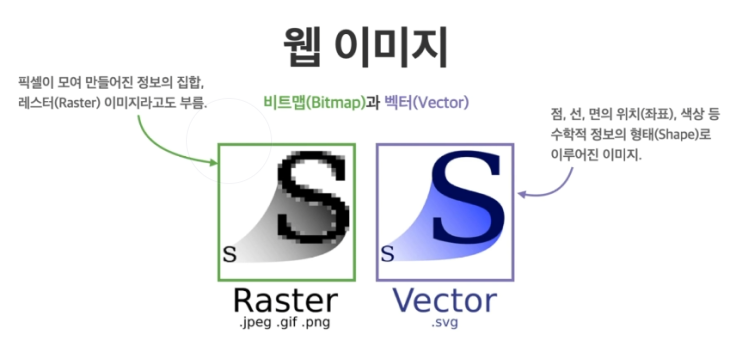 웹 이미지
픽셀이 모여 만들어진 정보의 집합,
레스터(Raster) 이미지라고도 부름.
비트맵(Bitmap)과 벡터(Vector)
점, 선, 면의 위치(좌표), 색상 등
수학적 정보의 형태(Shape)로
이루어진 이미지.
S S
S S
Raster
.jpeg .gif .png
Vector
.svg